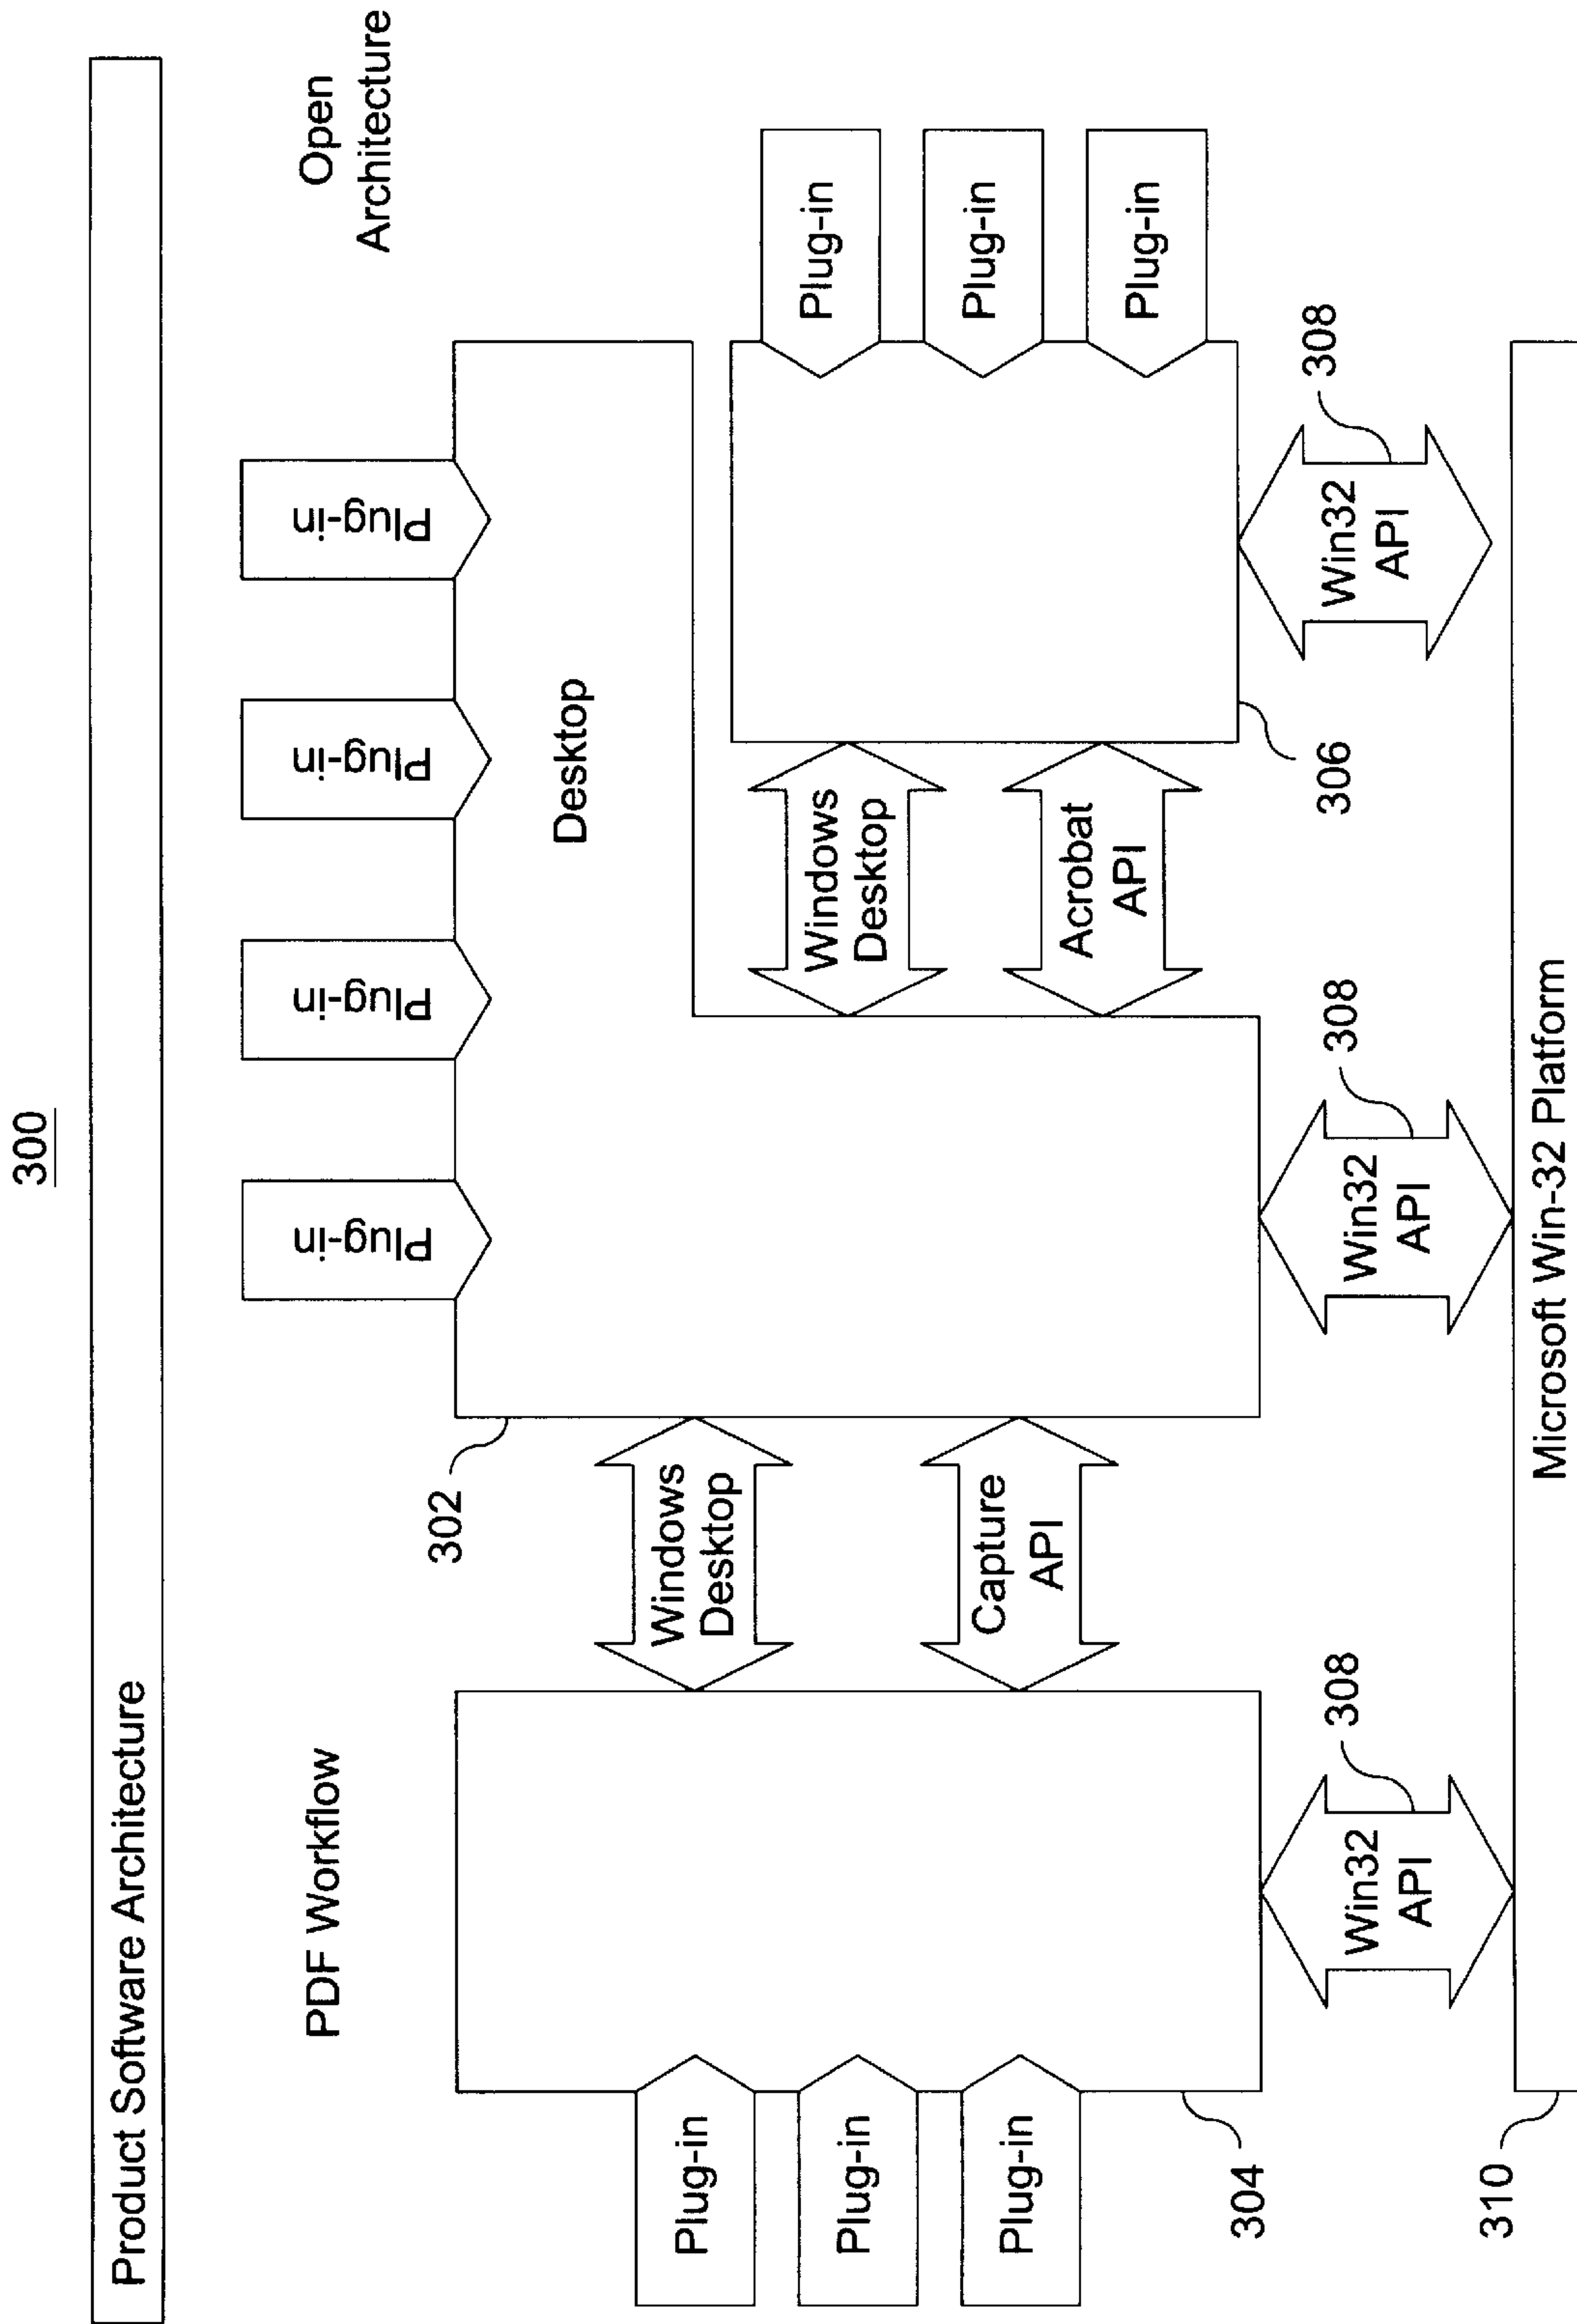 300
Product Software Architecture
PDF Workflow
Open
Architecture
Plug-in
Plug-in
Plug-in
Plug-in
302
Desktop
Plug-in
Plug-in
Plug-in
Windows
Desktop
Capture
API
Windows
Desktop
Acrobat
API
Plug-in
Plug-in
Plug-in
304
306
Win32
API
308
Win32
API
308
Win32
API
308
310
Microsoft Win-32 Platform